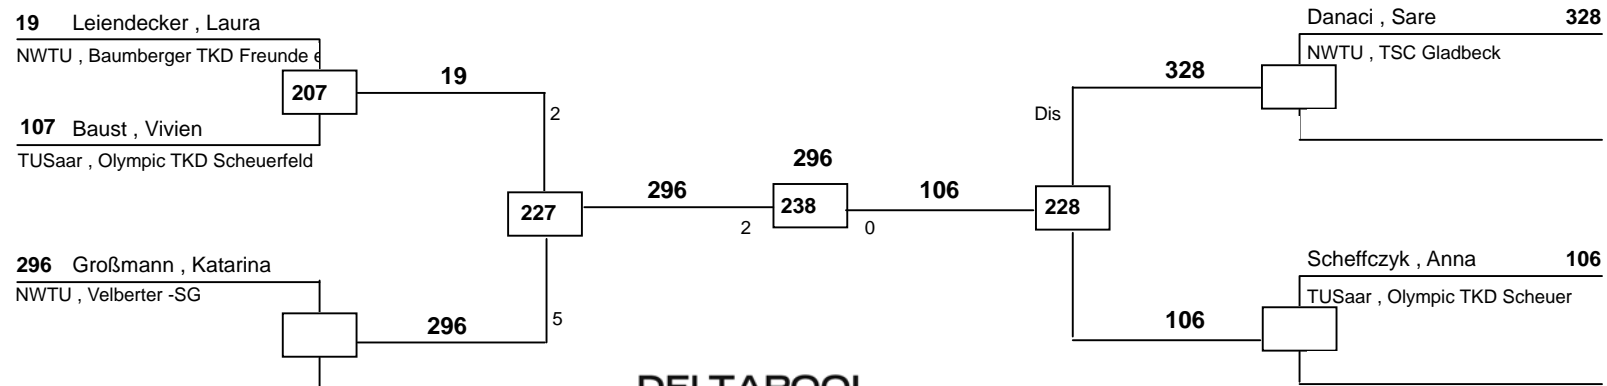 19 Leiendecker , Laura
NWTU , Baumberger TKD Freunde e
207
19
2
107 Baust , Vivien
TUSaar , Olympic TKD Scheuerfeld
227
296
2
296
238
0
106
228
296 Großmann , Katarina
NWTU , Velberter -SG
296
5
Danaci , Sare 328
NWTU , TSC Gladbeck
328
Dis
Scheffczyk , Anna 106
TUSaar , Olympic TKD Scheuer
106
DELTAPOOL